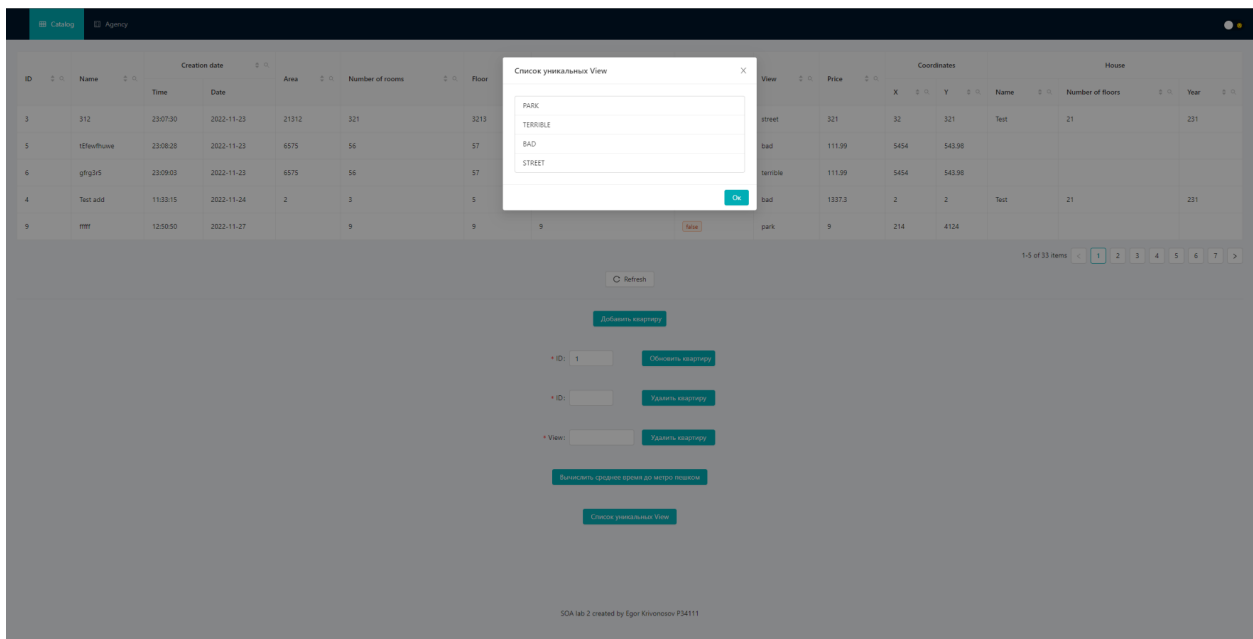 Catalog Agency
Creation date Coordinates House
ID Name Area Number of rooms Floor View Price
Time Date X Y Name Number of floors Year
Список уникальных View
PARK
TERRIBLE
BAD
STREET
Ок
3 312 23:07:30 2022-11-23 21312 321 3213 street 321 32 321 Test 21 231
5 tEfewfhuwe 23:08:28 2022-11-23 6575 56 57 bad 111.99 5454 543.98
6 gfrg3r5 23:09:03 2022-11-23 6575 56 57 terrible 111.99 5454 543.98
4 Test add 11:33:15 2022-11-24 2 3 5 bad 1337.3 2 2 Test 21 231
9 12:50:50 2022-11-27 9 9 9 false park 9 214 4124
1-5 of 33 items < 1 2 3 4 5 6 7 >
Refresh
Добавить квартиру
* ID: 1 Обновить квартиру
* ID: Удалить квартиру
* View: Удалить квартиру
Вычислить среднее время до метро пешком
Список уникальных View
SOA lab 2 created by Egor Krivonosov P34111